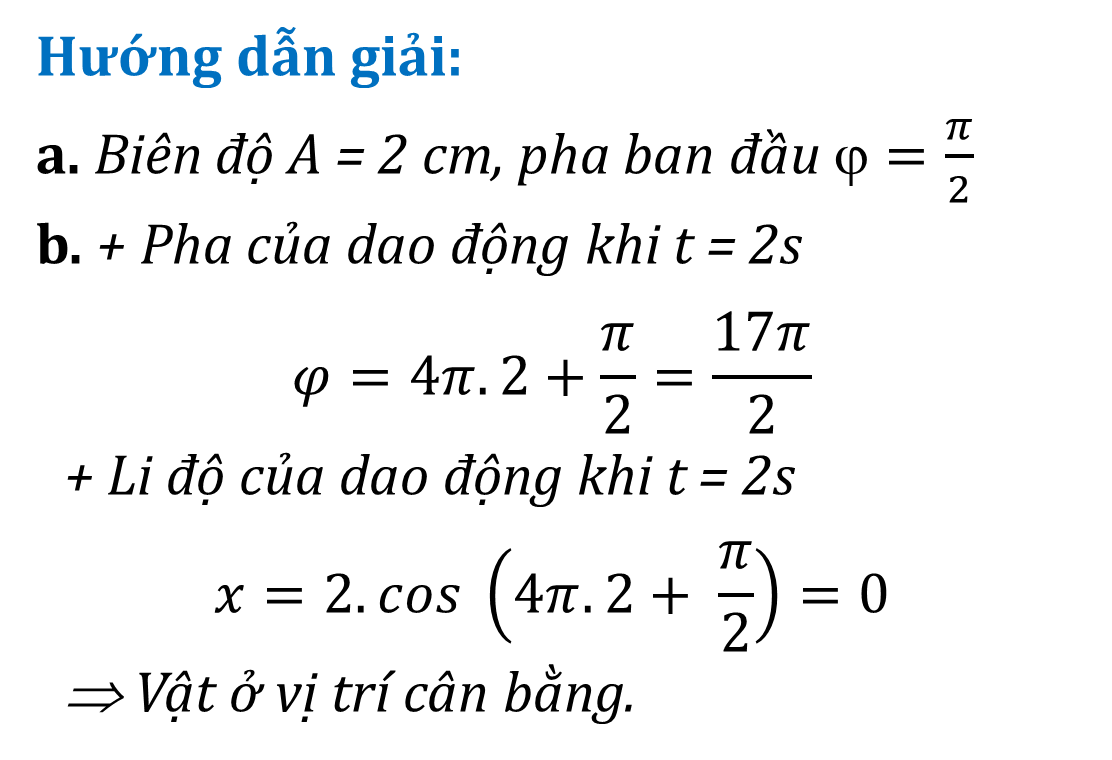 Hướng dẫn giải:
a. Biên độ A = 2 cm, pha ban đầu φ = π/2
b. + Pha của dao động khi t = 2s
φ = 4π. 2 + π/2 = 17π/2
+ Li độ của dao động khi t = 2s
x = 2. cos (4π. 2 + π/2) = 0
⇒ Vật ở vị trí cân bằng.